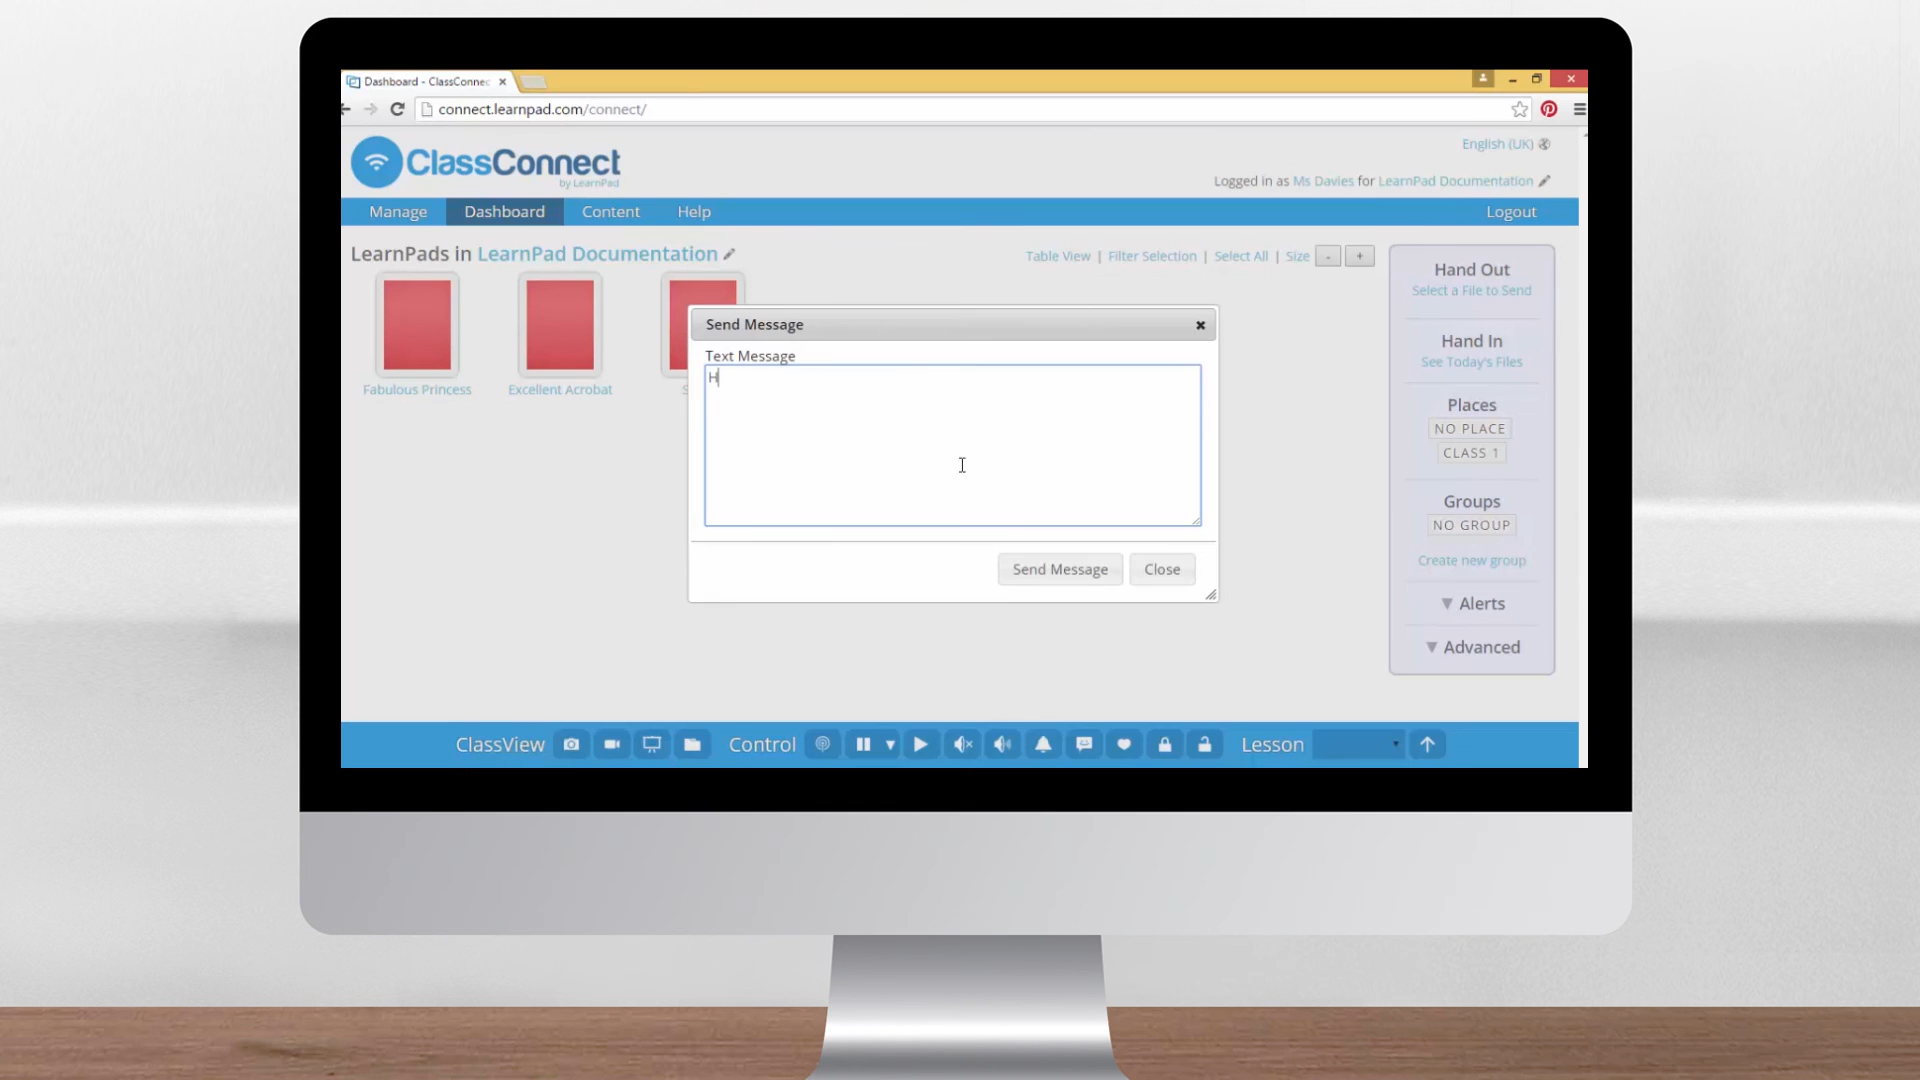 Dashboard - ClassConnec
connect.learnpad.com/connect/
ClassConnect
by LearnPad
English (UK)
Logged in as Ms Davies for LearnPad Documentation
Manage Dashboard Content Help Logout
LearnPads in LearnPad Documentation
Table View | Filter Selection | Select All | Size - +
Fabulous Princess
Excellent Acrobat
Send Message
Text Message
H
Send Message Close
Hand Out
Select a File to Send
Hand In
See Today's Files
Places
NO PLACE
CLASS 1
Groups
NO GROUP
Create new group
Alerts
Advanced
ClassView Control Lesson